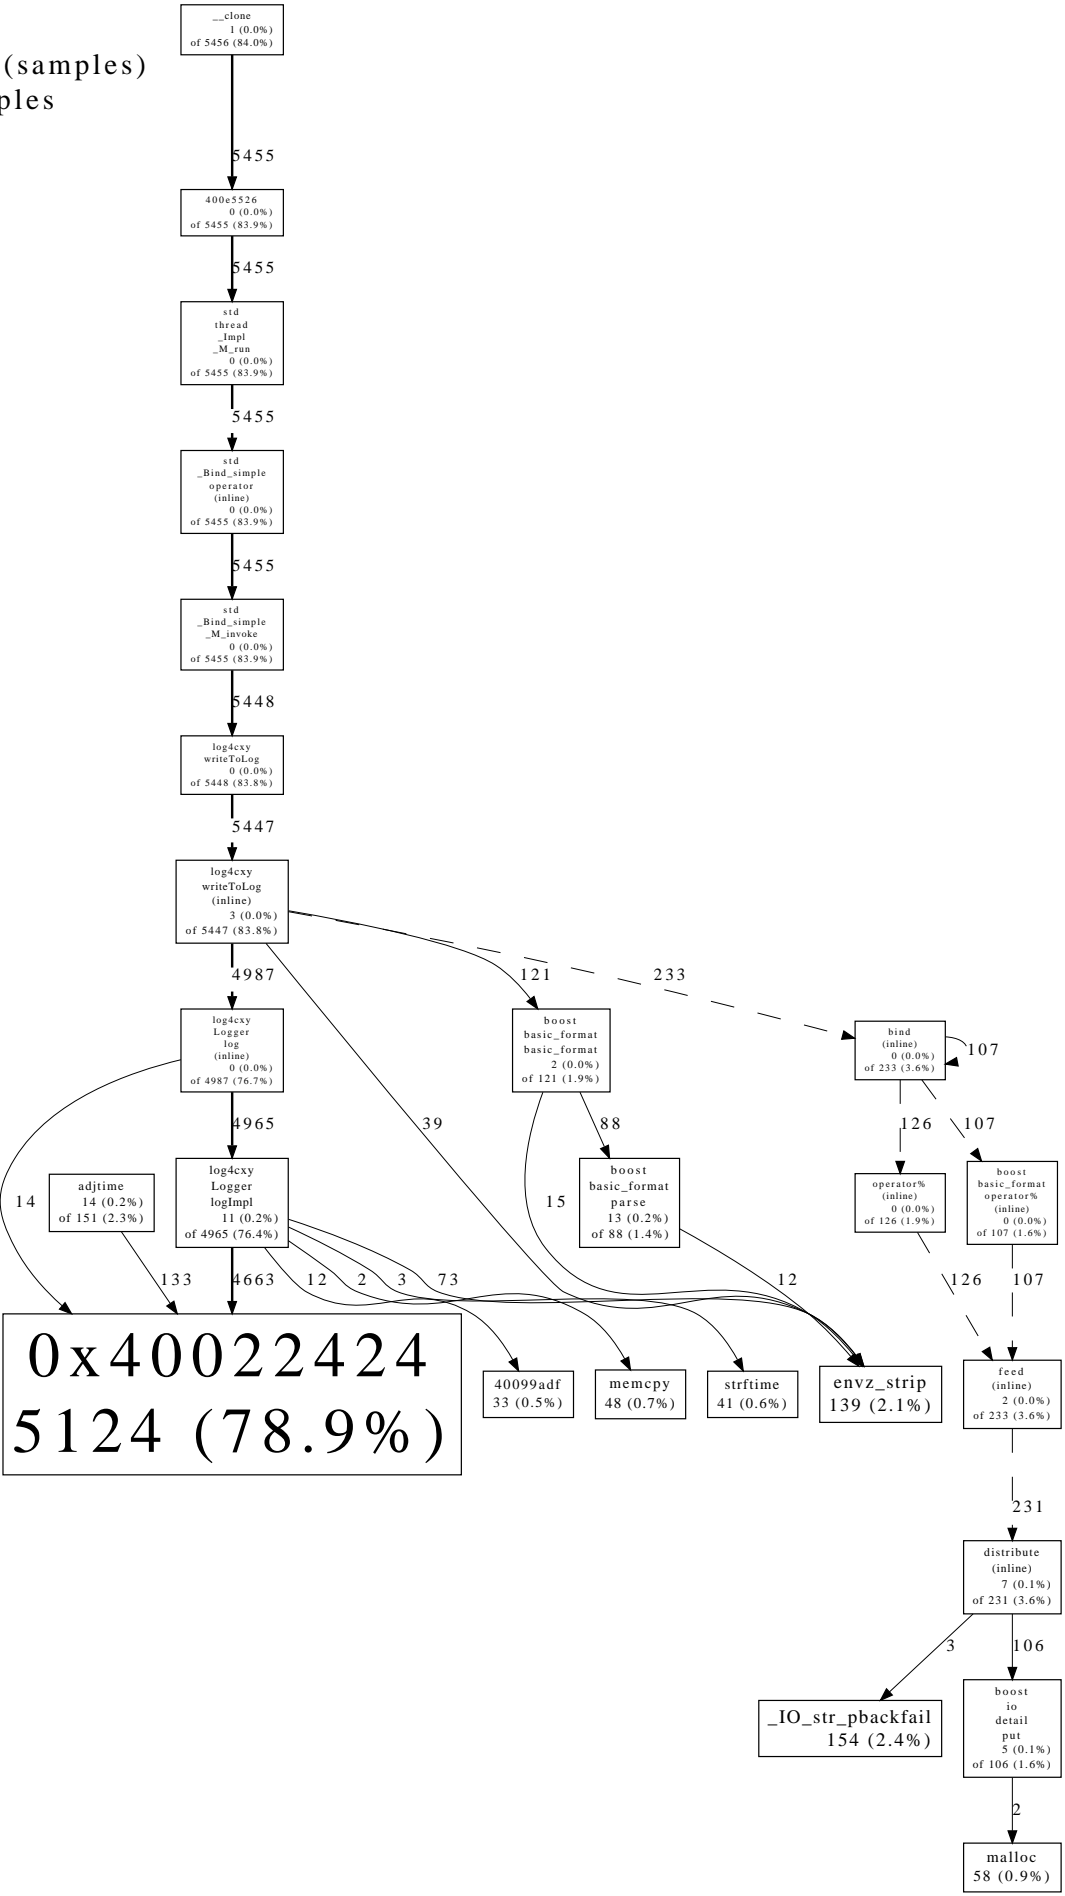 __clone
1 (0.0%)
of 5456 (84.0%)
(samples)
ples
5455
400e5526
0 (0.0%)
of 5455 (83.9%)
5455
std
thread
_Impl
_M_run
0 (0.0%)
of 5455 (83.9%)
5455
std
_Bind_simple
operator
(inline)
0 (0.0%)
of 5455 (83.9%)
5455
std
_Bind_simple
_M_invoke
0 (0.0%)
of 5455 (83.9%)
5448
log4cxy
writeToLog
0 (0.0%)
of 5448 (83.8%)
5447
log4cxy
writeToLog
(inline)
3 (0.0%)
of 5447 (83.8%)
4987
121
233
log4cxy
Logger
log
(inline)
0 (0.0%)
of 4987 (76.7%)
boost
basic_format
basic_format
2 (0.0%)
of 121 (1.9%)
bind
(inline)
0 (0.0%)
of 233 (3.6%)
107
4965
39
88
126
107
adjtime
14 (0.2%)
of 151 (2.3%)
log4cxy
Logger
logImpl
11 (0.2%)
of 4965 (76.4%)
boost
basic_format
parse
13 (0.2%)
of 88 (1.4%)
operator%
(inline)
0 (0.0%)
of 126 (1.9%)
boost
basic_format
operator%
(inline)
0 (0.0%)
of 107 (1.6%)
14
15
133
4663
12
2
3
73
12
126
107
0x40022424
5124 (78.9%)
40099adf
33 (0.5%)
memcpy
48 (0.7%)
strftime
41 (0.6%)
envz_strip
139 (2.1%)
feed
(inline)
2 (0.0%)
of 233 (3.6%)
231
distribute
(inline)
7 (0.1%)
of 231 (3.6%)
3
106
_IO_str_pbackfail
154 (2.4%)
boost
io
detail
put
5 (0.1%)
of 106 (1.6%)
2
malloc
58 (0.9%)